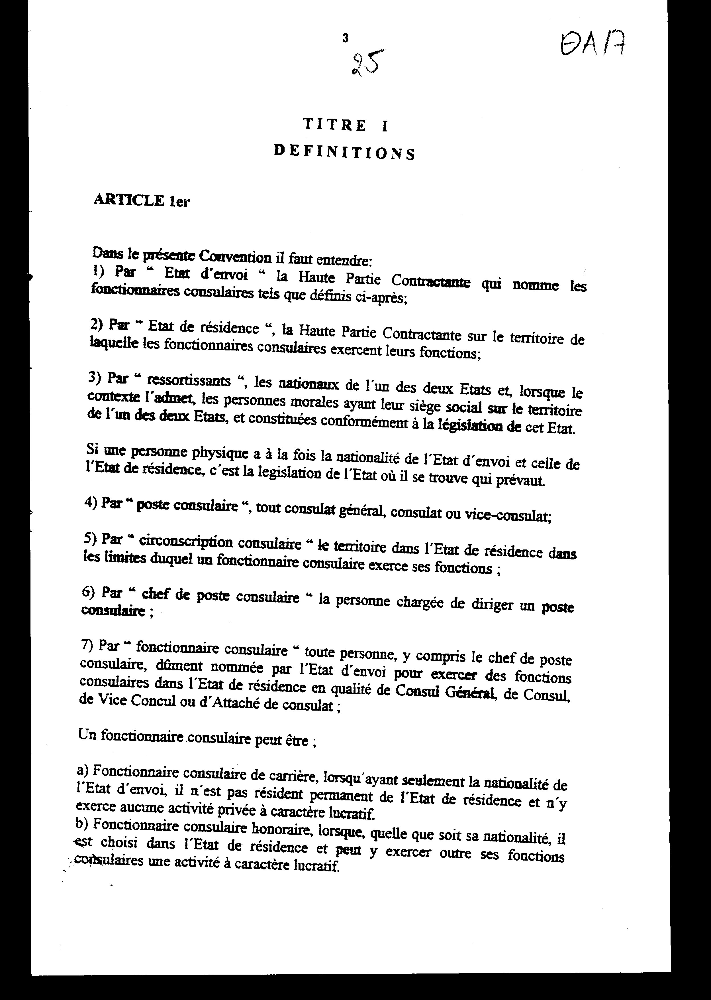 3
25
ΘA17
TITRE I
DEFINITIONS
ARTICLE 1er
Dans le présente Convention il faut entendre:
1) Par “ Etat d´envoi “ la Haute Partie Contractante qui nomme les
fonctionnaires consulaires tels que définis ci-après;
2) Par “ Etat de résidence “, la Haute Partie Contractante sur le territoire de
laquelle les fonctionnaires consulaires exercent leurs fonctions;
3) Par “ ressortissants “, les nationaux de l´un des deux Etats et, lorsque le
contexte l´admet, les personnes morales ayant leur siège social sur le territoire
de l´un des deux Etats, et constituées conformément à la législation de cet Etat.
Si une personne physique a à la fois la nationalité de l´Etat d´envoi et celle de
l´Etat de résidence, c´est la legislation de l´Etat où il se trouve qui prévaut.
4) Par “ poste consulaire “, tout consulat général, consulat ou vice-consulat;
5) Par “ circonscription consulaire “ le territoire dans l´Etat de résidence dans
les limites duquel un fonctionnaire consulaire exerce ses fonctions ;
6) Par “ chef de poste consulaire “ la personne chargée de diriger un poste
consulaire ;
7) Par “ fonctionnaire consulaire “ toute personne, y compris le chef de poste
consulaire, dûment nommée par l´Etat d´envoi pour exercer des fonctions
consulaires dans l´Etat de résidence en qualité de Consul Général, de Consul,
de Vice Concul ou d´Attaché de consulat ;
Un fonctionnaire consulaire peut être ;
a) Fonctionnaire consulaire de carrière, lorsqu´ayant seulement la nationalité de
l´Etat d´envoi, il n´est pas résident permanent de l´Etat de résidence et n´y
exerce aucune activité privée à caractère lucratif.
b) Fonctionnaire consulaire honoraire, lorsque, quelle que soit sa nationalité, il
est choisi dans l´Etat de résidence et peut y exercer outre ses fonctions
consulaires une activité à caractère lucratif.